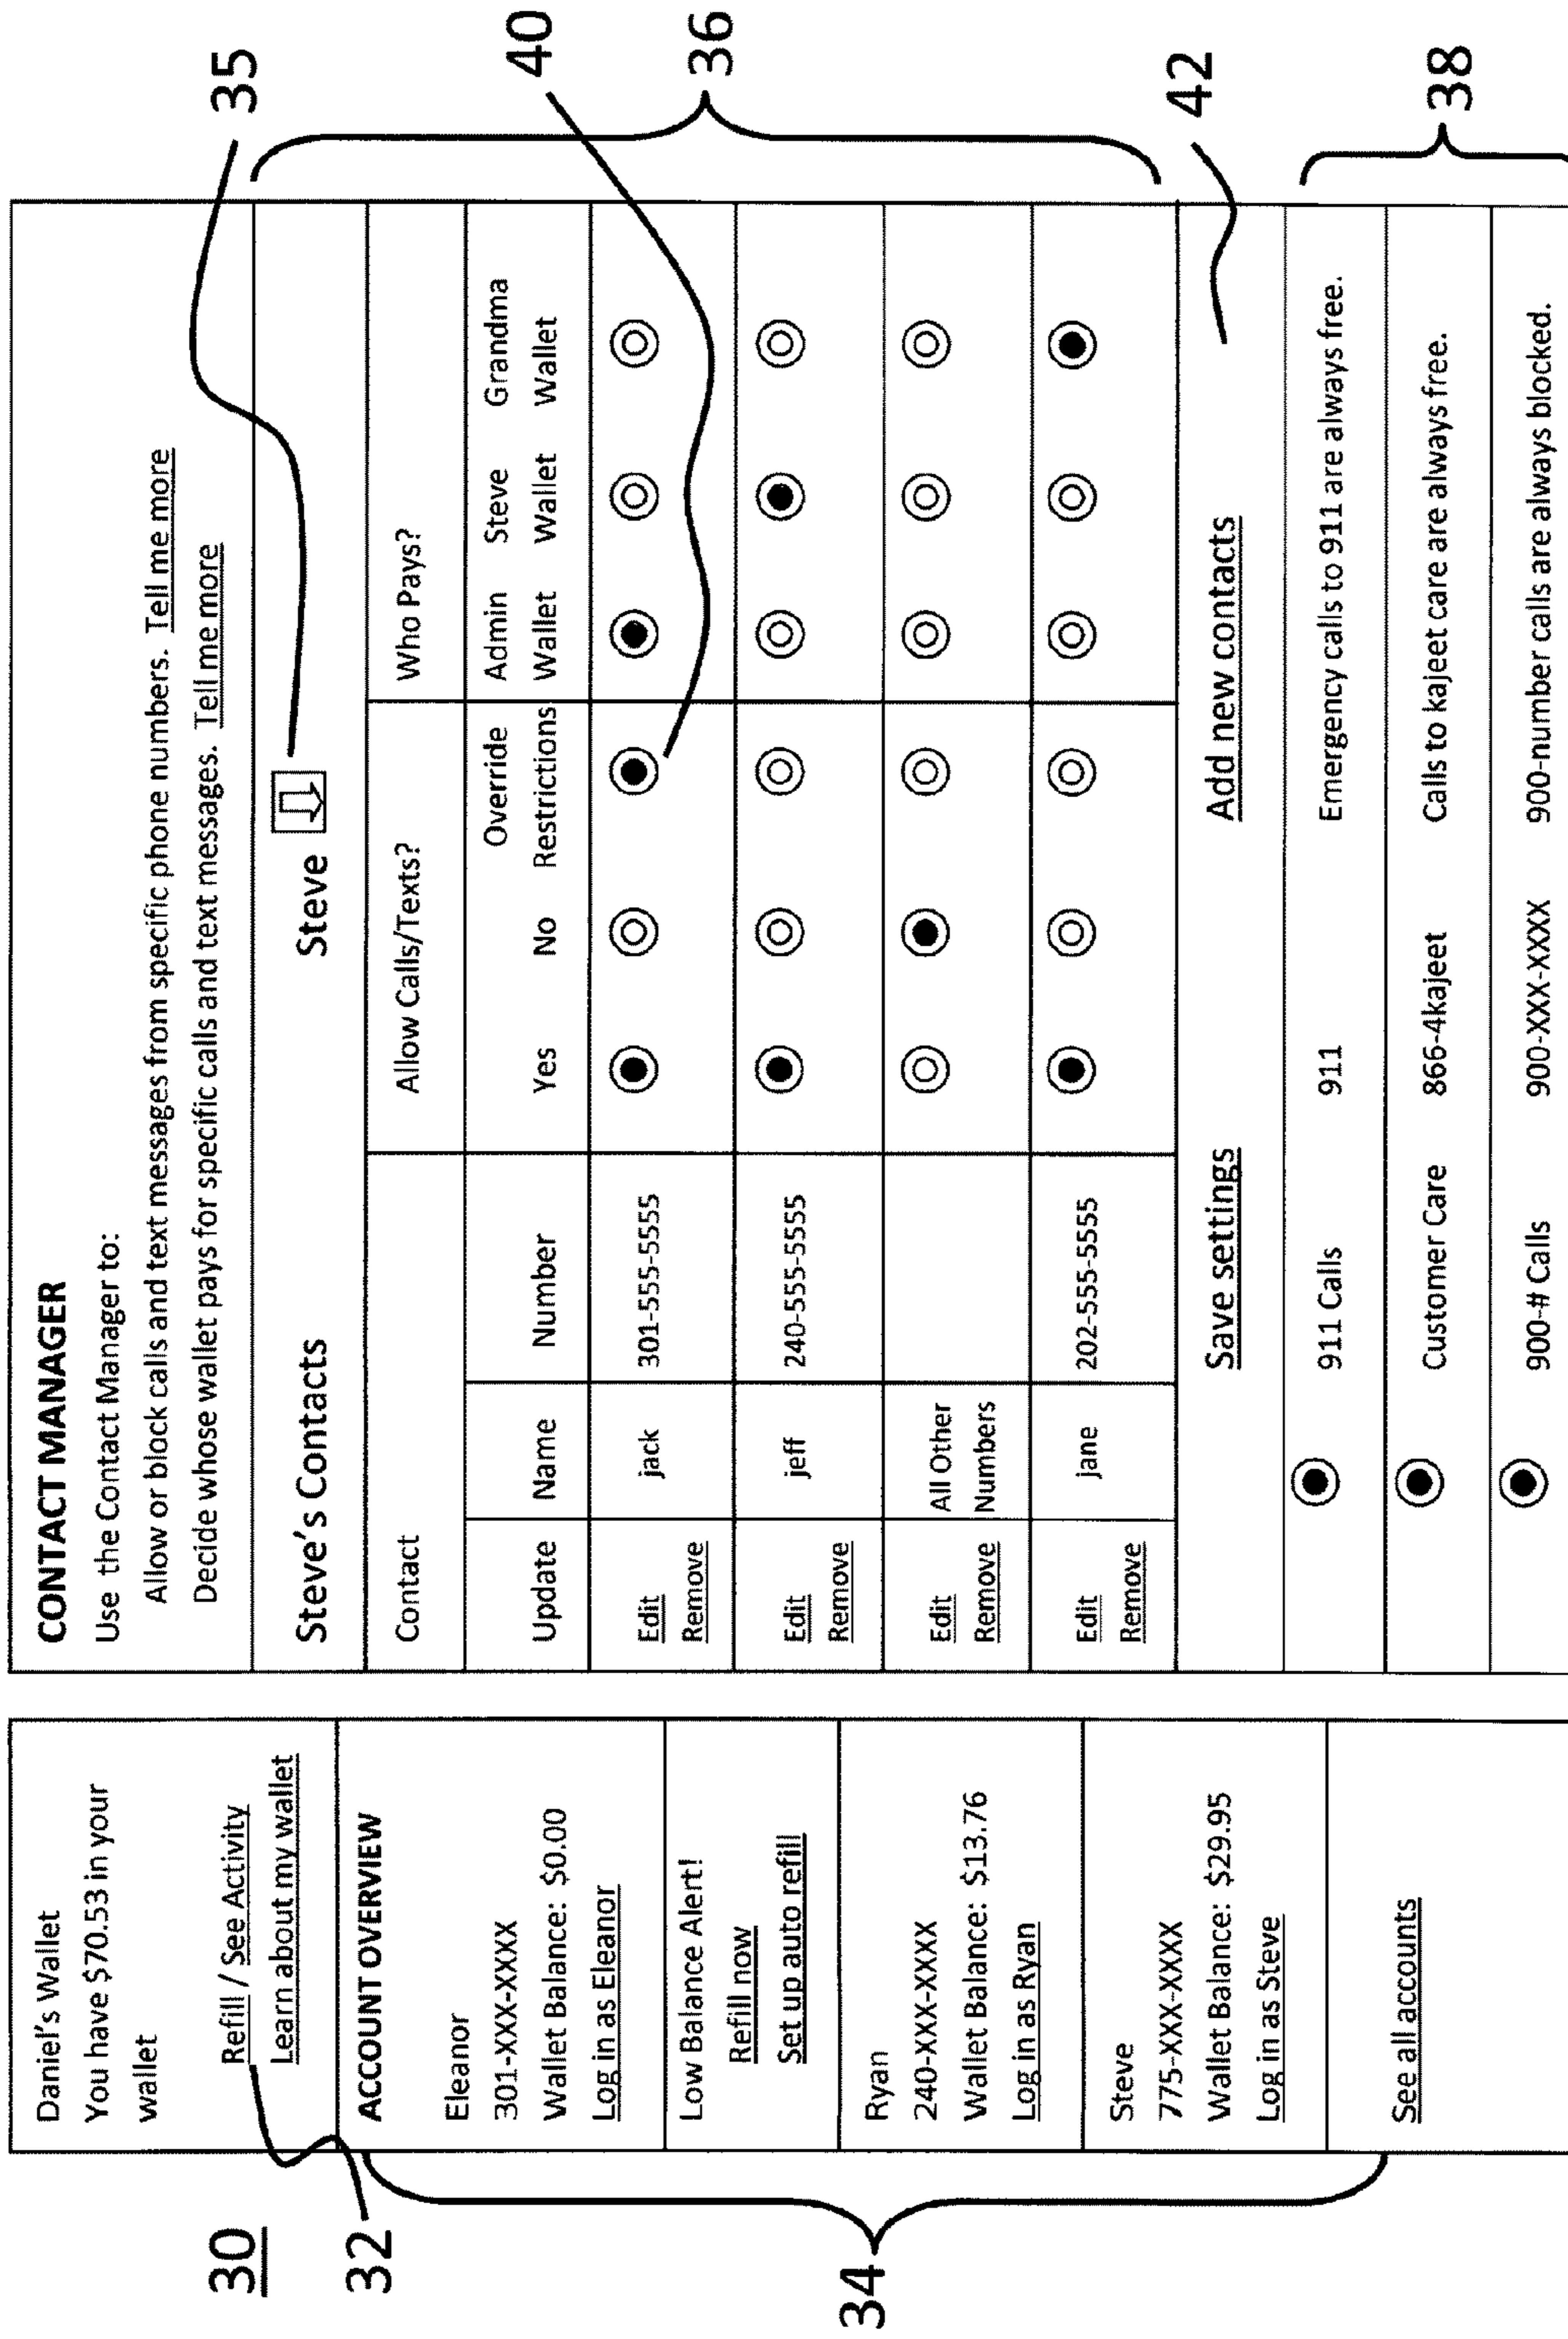 30
32
34
Daniel's Wallet
You have $70.53 in your
wallet
Refill / See Activity
Learn about my wallet
ACCOUNT OVERVIEW
Eleanor
301-XXX-XXXX
Wallet Balance: $0.00
Log in as Eleanor
Low Balance Alert!
Refill now
Set up auto refill
Ryan
240-XXX-XXXX
Wallet Balance: $13.76
Log in as Ryan
Steve
775-XXX-XXXX
Wallet Balance: $29.95
Log in as Steve
See all accounts
CONTACT MANAGER
Use the Contact Manager to:
Allow or block calls and text messages from specific phone numbers. Tell me more
Decide whose wallet pays for specific calls and text messages. Tell me more
Steve's Contacts Steve
Contact Allow Calls/Texts? Who Pays?
Update Name Number Yes No Override Restrictions Admin Wallet Steve Wallet Grandma Wallet
Edit Remove jack 301-555-5555
Edit Remove jeff 240-555-5555
Edit Remove All Other Numbers
Edit Remove jane 202-555-5555
Save settings Add new contacts
911 Calls 911 Emergency calls to 911 are always free.
Customer Care 866-4kajeet Calls to kajeet care are always free.
900-# Calls 900-XXX-XXXX 900-number calls are always blocked.
35
40
36
42
38